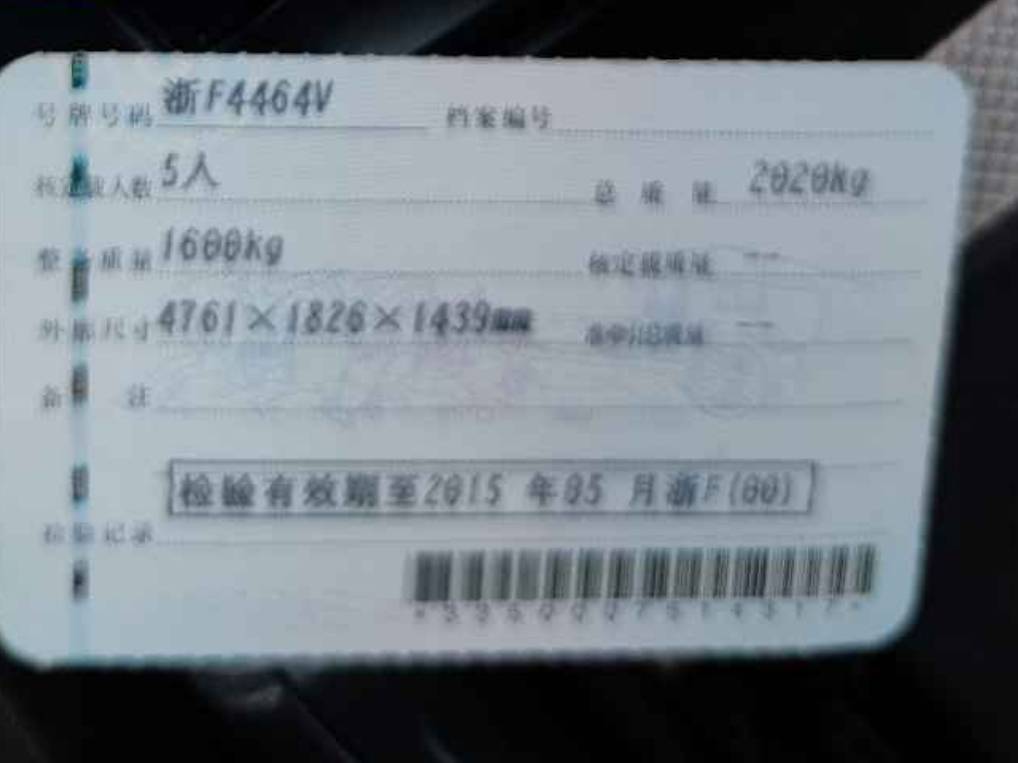 号牌号码 浙F4464V 档案编号
核定载人数 5人 总质量 2020kg
整备质量 1600kg 核定载质量 --
外廓尺寸 4761×1826×1439mm 准牵引总质量 --
备注
检验有效期至2015 年05 月浙F(00)
检验记录